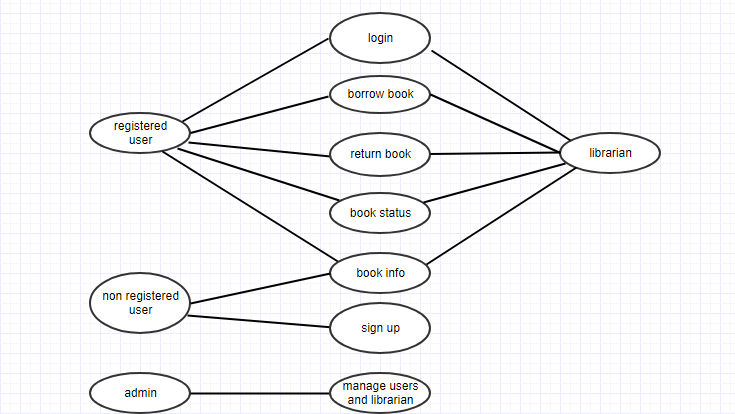 login
borrow book
registered
user
return book
librarian
book status
book info
non registered
user
sign up
admin
manage users
and librarian